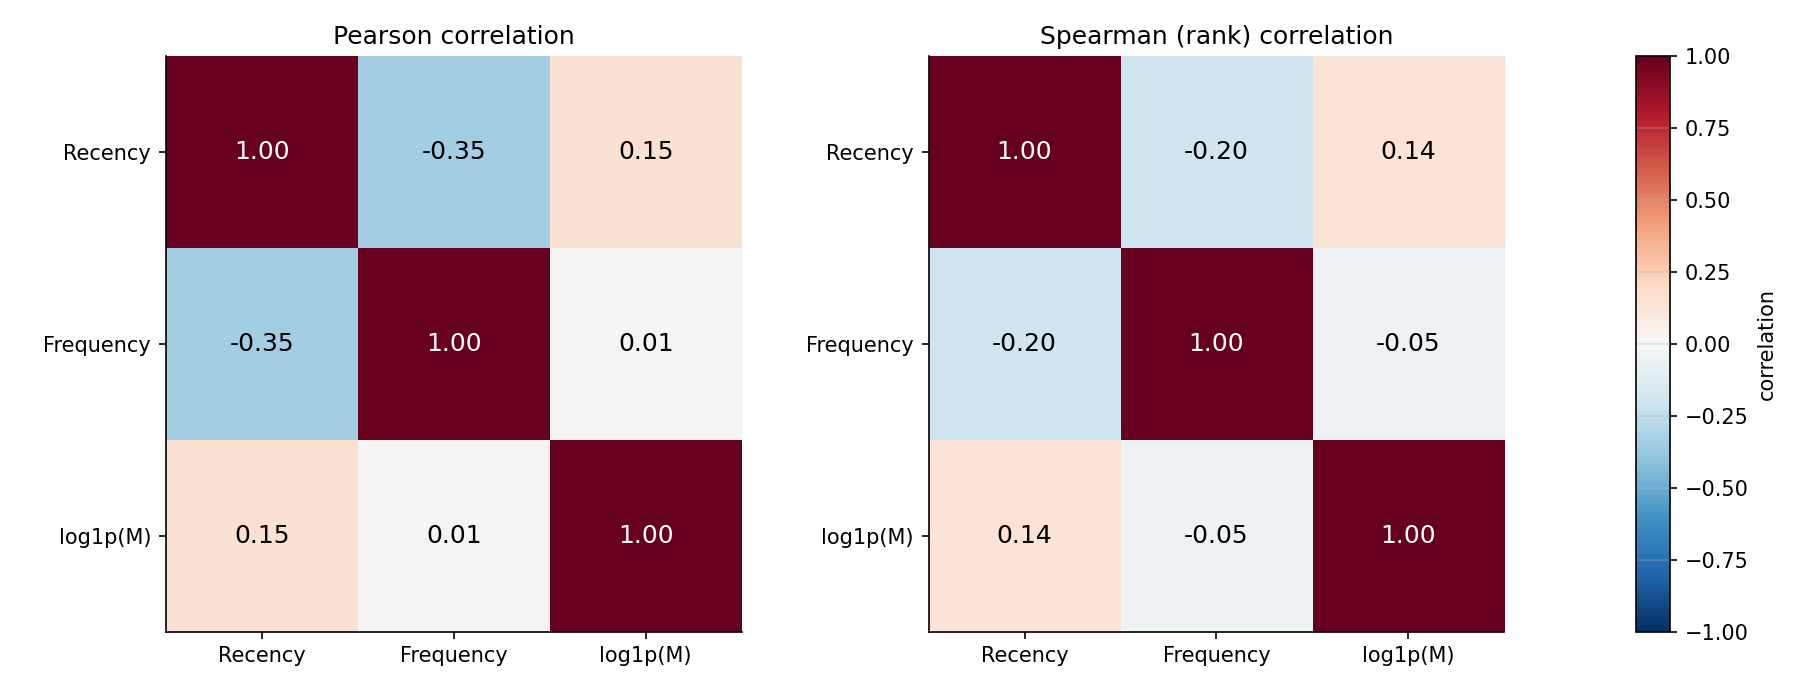 Pearson correlation
Recency 1.00 -0.35 0.15
Frequency -0.35 1.00 0.01
log1p(M) 0.15 0.01 1.00
Recency Frequency log1p(M)
Spearman (rank) correlation
Recency 1.00 -0.20 0.14
Frequency -0.20 1.00 -0.05
log1p(M) 0.14 -0.05 1.00
Recency Frequency log1p(M)
1.00
0.75
0.50
0.25
0.00
−0.25
−0.50
−0.75
−1.00
correlation